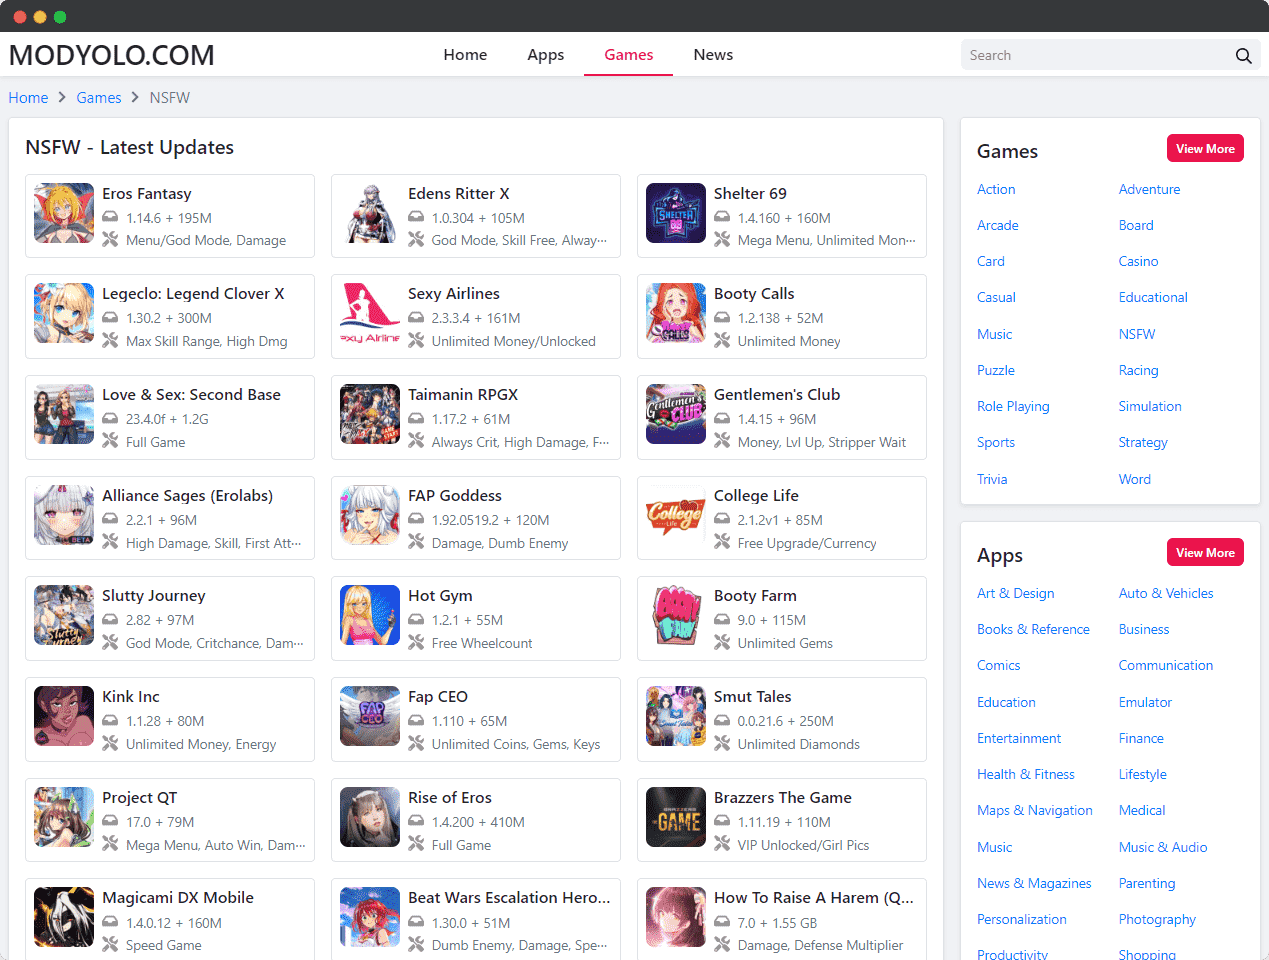 MODYOLO.COM
Home Apps Games News
Search
Home > Games > NSFW
NSFW - Latest Updates
Eros Fantasy
1.14.6 + 195M
Menu/God Mode, Damage
Edens Ritter X
1.0.304 + 105M
God Mode, Skill Free, Alway···
Shelter 69
1.4.160 + 160M
Mega Menu, Unlimited Mon···
Legeclo: Legend Clover X
1.30.2 + 300M
Max Skill Range, High Dmg
Sexy Airlines
2.3.3.4 + 161M
Unlimited Money/Unlocked
Booty Calls
1.2.138 + 52M
Unlimited Money
Love & Sex: Second Base
23.4.0f + 1.2G
Full Game
Taimanin RPGX
1.17.2 + 61M
Always Crit, High Damage, F···
Gentlemen's Club
1.4.15 + 96M
Money, Lvl Up, Stripper Wait
Alliance Sages (Erolabs)
2.2.1 + 96M
High Damage, Skill, First Att···
FAP Goddess
1.92.0519.2 + 120M
Damage, Dumb Enemy
College Life
2.1.2v1 + 85M
Free Upgrade/Currency
Slutty Journey
2.82 + 97M
God Mode, Critchance, Dam···
Hot Gym
1.2.1 + 55M
Free Wheelcount
Booty Farm
9.0 + 115M
Unlimited Gems
Kink Inc
1.1.28 + 80M
Unlimited Money, Energy
Fap CEO
1.110 + 65M
Unlimited Coins, Gems, Keys
Smut Tales
0.0.21.6 + 250M
Unlimited Diamonds
Project QT
17.0 + 79M
Mega Menu, Auto Win, Dam···
Rise of Eros
1.4.200 + 410M
Full Game
Brazzers The Game
1.11.19 + 110M
VIP Unlocked/Girl Pics
Magicami DX Mobile
1.4.0.12 + 160M
Speed Game
Beat Wars Escalation Hero...
1.30.0 + 51M
Dumb Enemy, Damage, Spe···
How To Raise A Harem (Q...
7.0 + 1.55 GB
Damage, Defense Multiplier
Games
View More
Action Adventure
Arcade Board
Card Casino
Casual Educational
Music NSFW
Puzzle Racing
Role Playing Simulation
Sports Strategy
Trivia Word
Apps
View More
Art & Design Auto & Vehicles
Books & Reference Business
Comics Communication
Education Emulator
Entertainment Finance
Health & Fitness Lifestyle
Maps & Navigation Medical
Music Music & Audio
News & Magazines Parenting
Personalization Photography
Productivity Shopping